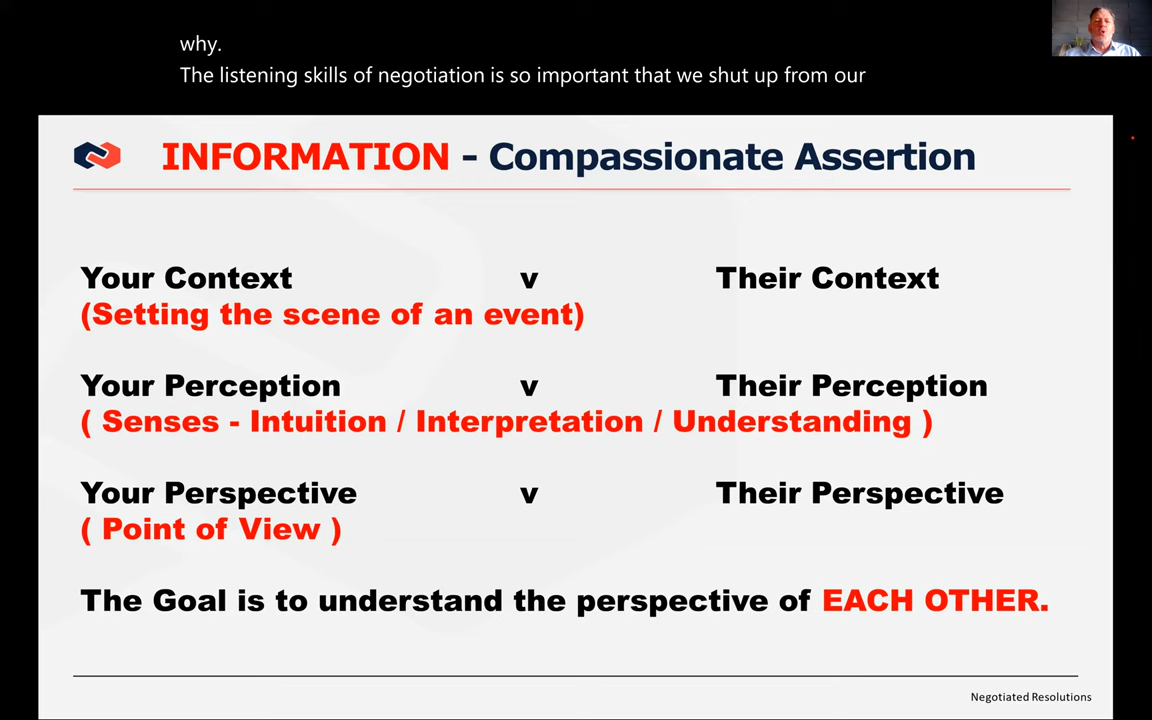 why.
The listening skills of negotiation is so important that we shut up from our
INFORMATION - Compassionate Assertion
Your Context v Their Context
(Setting the scene of an event)
Your Perception v Their Perception
( Senses - Intuition / Interpretation / Understanding )
Your Perspective v Their Perspective
( Point of View )
The Goal is to understand the perspective of EACH OTHER.
Negotiated Resolutions